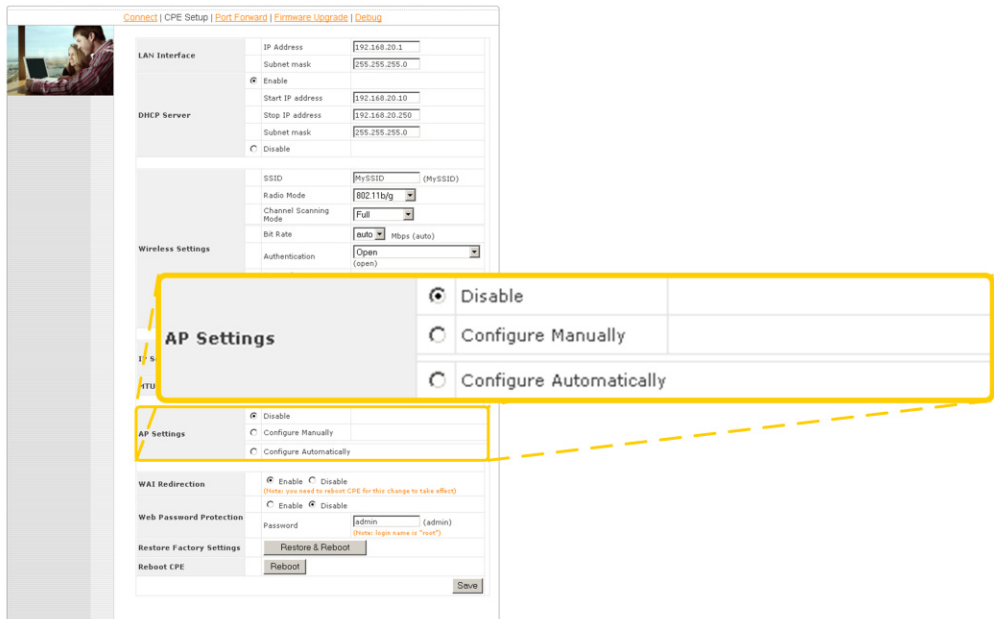 Connect | CPE Setup | Port Forward | Firmware Upgrade | Debug
LAN Interface
IP Address 192.168.20.1
Subnet mask 255.255.255.0
DHCP Server
Enable
Start IP address 192.168.20.10
Stop IP address 192.168.20.250
Subnet mask 255.255.255.0
Disable
Wireless Settings
SSID MySSID (MySSID)
Radio Mode 802.11b/g
Channel Scanning
Mode
Full
Bit Rate auto Mbps (auto)
Authentication Open
(open)
AP Settings
Disable
Configure Manually
Configure Automatically
AP Settings
Disable
Configure Manually
Configure Automatically
WAI Redirection
Enable Disable
(Note: you need to reboot CPE for this change to take effect)
Web Password Protection
Enable Disable
Password admin (admin)
(Note: login name is "root")
Restore Factory Settings Restore & Reboot
Reboot CPE Reboot
Save